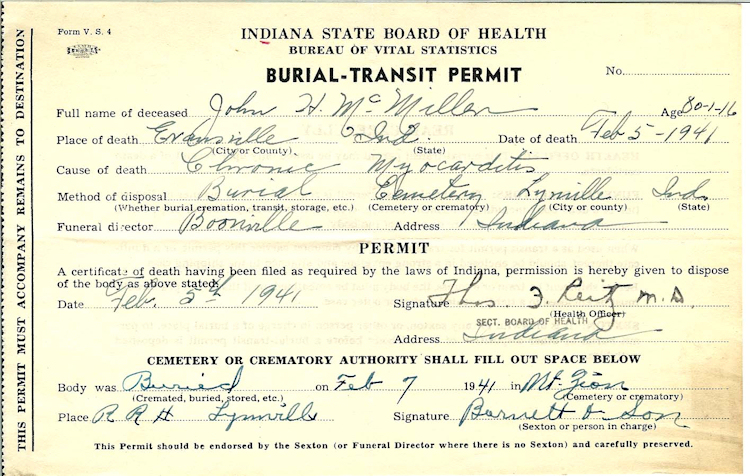 Form V. S. 4
INDIANA STATE BOARD OF HEALTH
BUREAU OF VITAL STATISTICS
BURIAL-TRANSIT PERMIT
No.
Full name of deceased John H. McMillen Age 80-1-16
Place of death Evansville Ind. Date of death Feb 5-1941
(City or County) (State)
Cause of death Chronic Myocarditis
Method of disposal Burial Cemetery Lynville Ind
(Whether burial cremation, transit, storage, etc.) (Cemetery or crematory) (City or county) (State)
Funeral director Boonville Address Indiana
PERMIT
A certificate of death having been filed as required by the laws of Indiana, permission is hereby given to dispose
of the body as above stated.
Date Feb. 5th 1941 Signature Thos J. Reitz M.D.
(Health Officer)
SECT. BOARD OF HEALTH
Address Indiana
CEMETERY OR CREMATORY AUTHORITY SHALL FILL OUT SPACE BELOW
Body was Buried on Feb 7 1941 in Mt. Zion
(Cremated, buried, stored, etc.) (Cemetery or crematory)
Place R R # Lynnville Signature Barnett & Son
(Sexton or person in charge)
This Permit should be endorsed by the Sexton (or Funeral Director where there is no Sexton) and carefully preserved.
THIS PERMIT MUST ACCOMPANY REMAINS TO DESTINATION